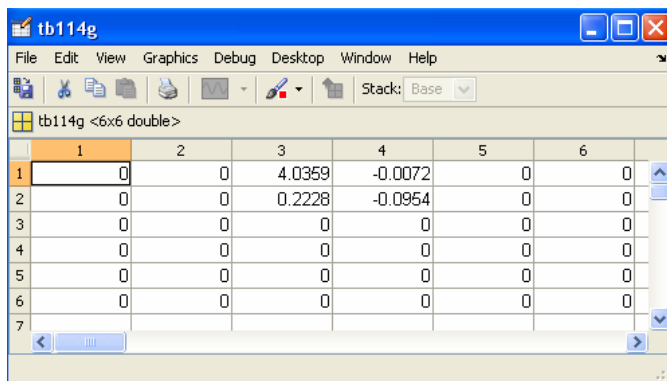 tb114g
File Edit View Graphics Debug Desktop Window Help
Stack: Base
tb114g <6x6 double>
1 2 3 4 5 6
1 0 0 4.0359 -0.0072 0 0
2 0 0 0.2228 -0.0954 0 0
3 0 0 0 0 0 0
4 0 0 0 0 0 0
5 0 0 0 0 0 0
6 0 0 0 0 0 0
7